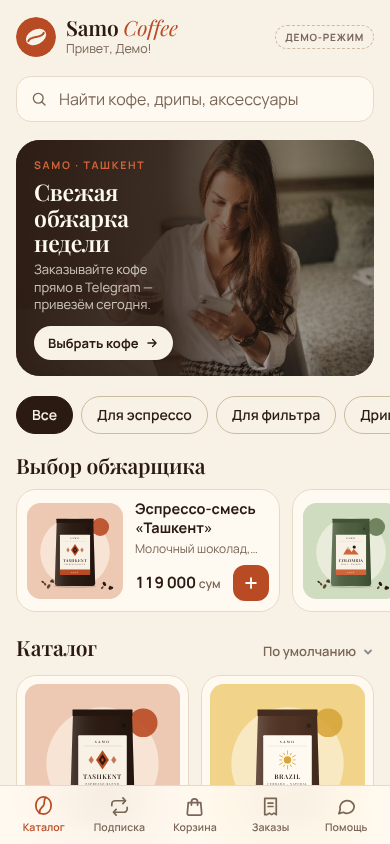 Samo Coffee
Привет, Демо!
ДЕМО-РЕЖИМ
Найти кофе, дрипы, аксессуары
SAMO · ТАШКЕНТ
Свежая
обжарка
недели
Заказывайте кофе
прямо в Telegram —
привезём сегодня.
Выбрать кофе →
Все
Для эспрессо
Для фильтра
Выбор обжарщика
Эспрессо-смесь
«Ташкент»
Молочный шоколад,...
119 000 сум
TASHKENT
COLOMBIA
Каталог
По умолчанию
SAMO
TASHKENT
SAMO
BRAZIL
Каталог
Подписка
Корзина
Заказы
Помощь